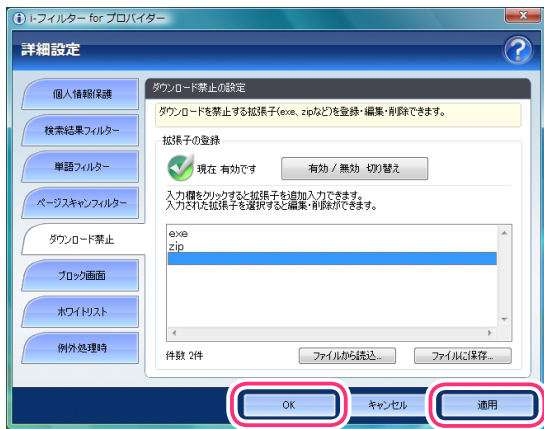 i-フィルター for プロバイダー
詳細設定
個人情報保護
検索結果フィルター
単語フィルター
ページスキャンフィルター
ダウンロード禁止
ブロック画面
ホワイトリスト
例外処理時
ダウンロード禁止の設定
ダウンロードを禁止する拡張子(exe、zipなど)を登録・編集・削除できます。
拡張子の登録
現在 有効です
有効 / 無効 切り替え
入力欄をクリックすると拡張子を追加入力できます。
入力された拡張子を選択すると編集・削除ができます。
exe
zip
件数 2件
ファイルから読込...
ファイルに保存...
OK
キャンセル
適用